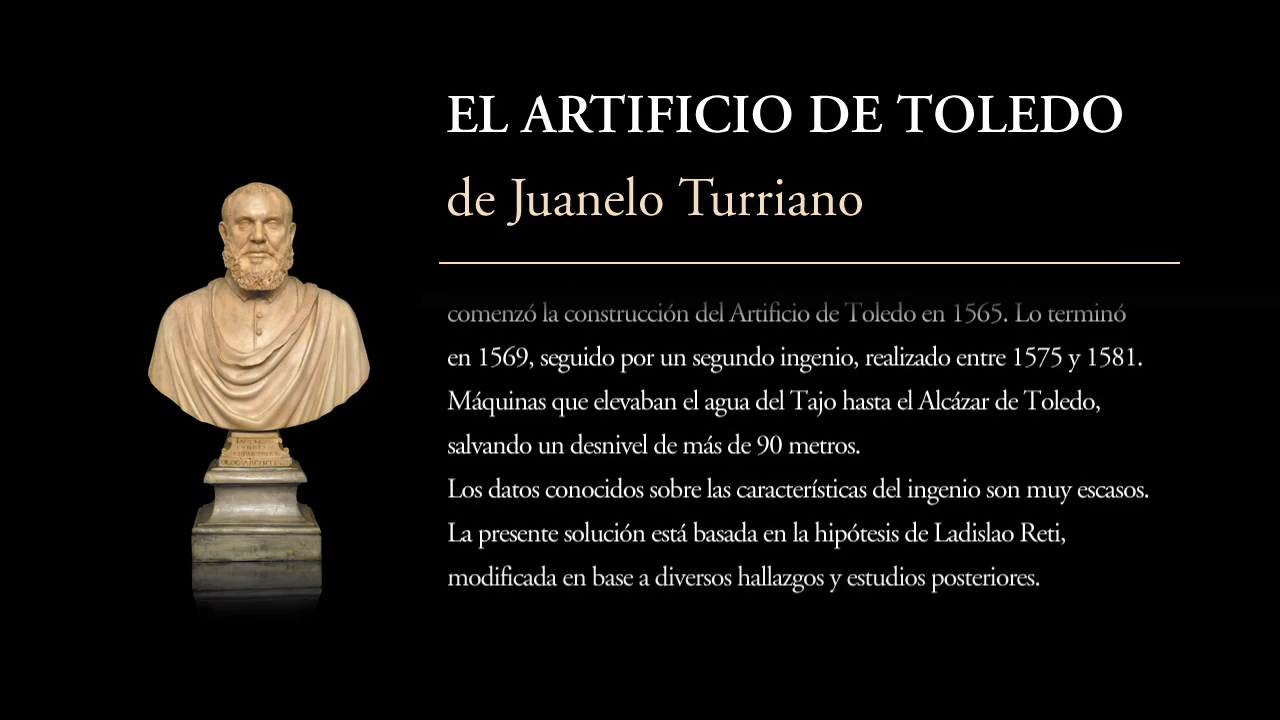 EL ARTIFICIO DE TOLEDO
de Juanelo Turriano
comenzó la construcción del Artificio de Toledo en 1565. Lo terminó
en 1569, seguido por un segundo ingenio, realizado entre 1575 y 1581.
Máquinas que elevaban el agua del Tajo hasta el Alcázar de Toledo,
salvando un desnivel de más de 90 metros.
Los datos conocidos sobre las características del ingenio son muy escasos.
La presente solución está basada en la hipótesis de Ladislao Reti,
modificada en base a diversos hallazgos y estudios posteriores.